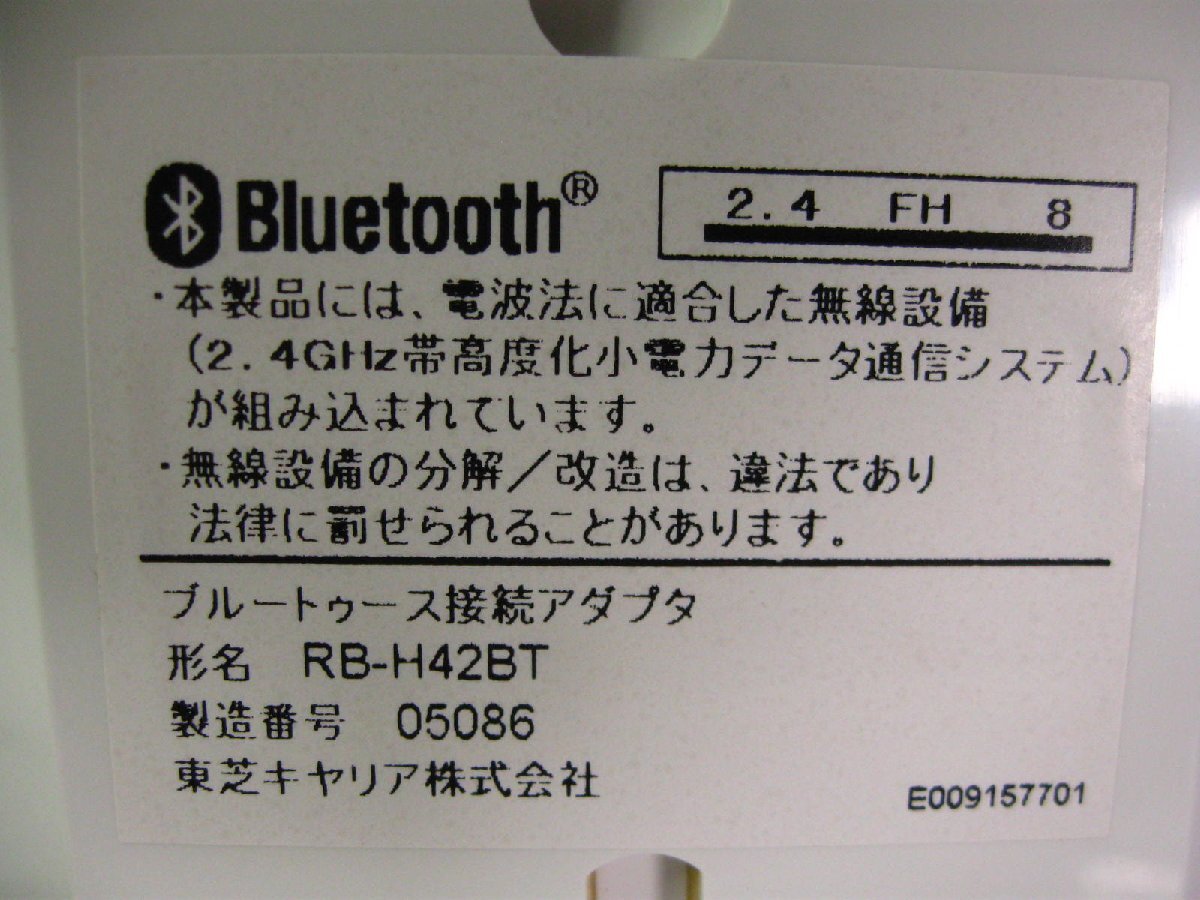 Bluetooth®
2.4 FH 8
・本製品には、電波法に適合した無線設備
(2.4GHz帯高度化小電力データ通信システム)
が組み込まれています。
・無線設備の分解／改造は、違法であり
法律に罰せられることがあります。
ブルートゥース接続アダプタ
形名 RB-H42BT
製造番号 05086
東芝キヤリア株式会社
E009157701